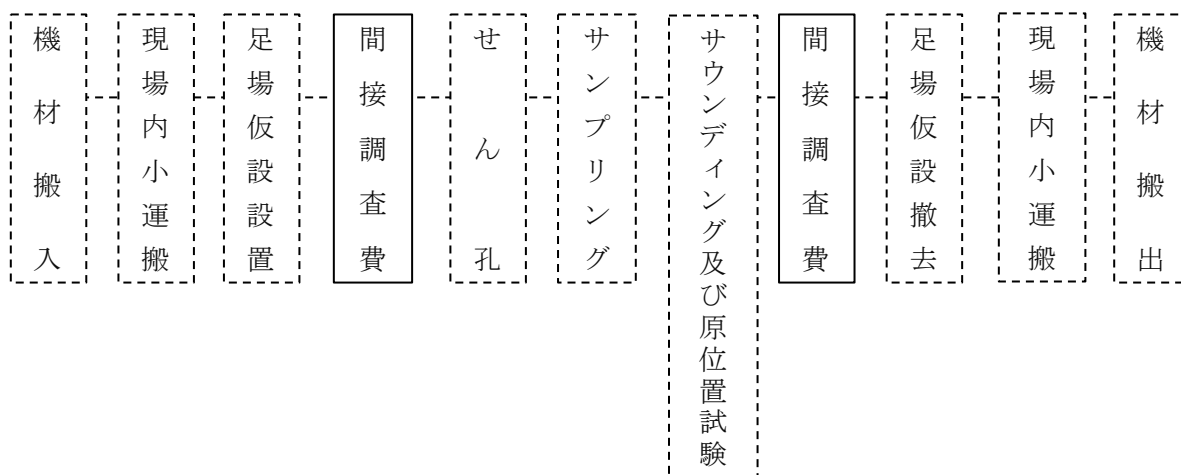 機材搬入
現場内小運搬
足場仮設設置
間接調査費
せん孔
サンプリング
サウンディング及び原位置試験
間接調査費
足場仮設撤去
現場内小運搬
機材搬出